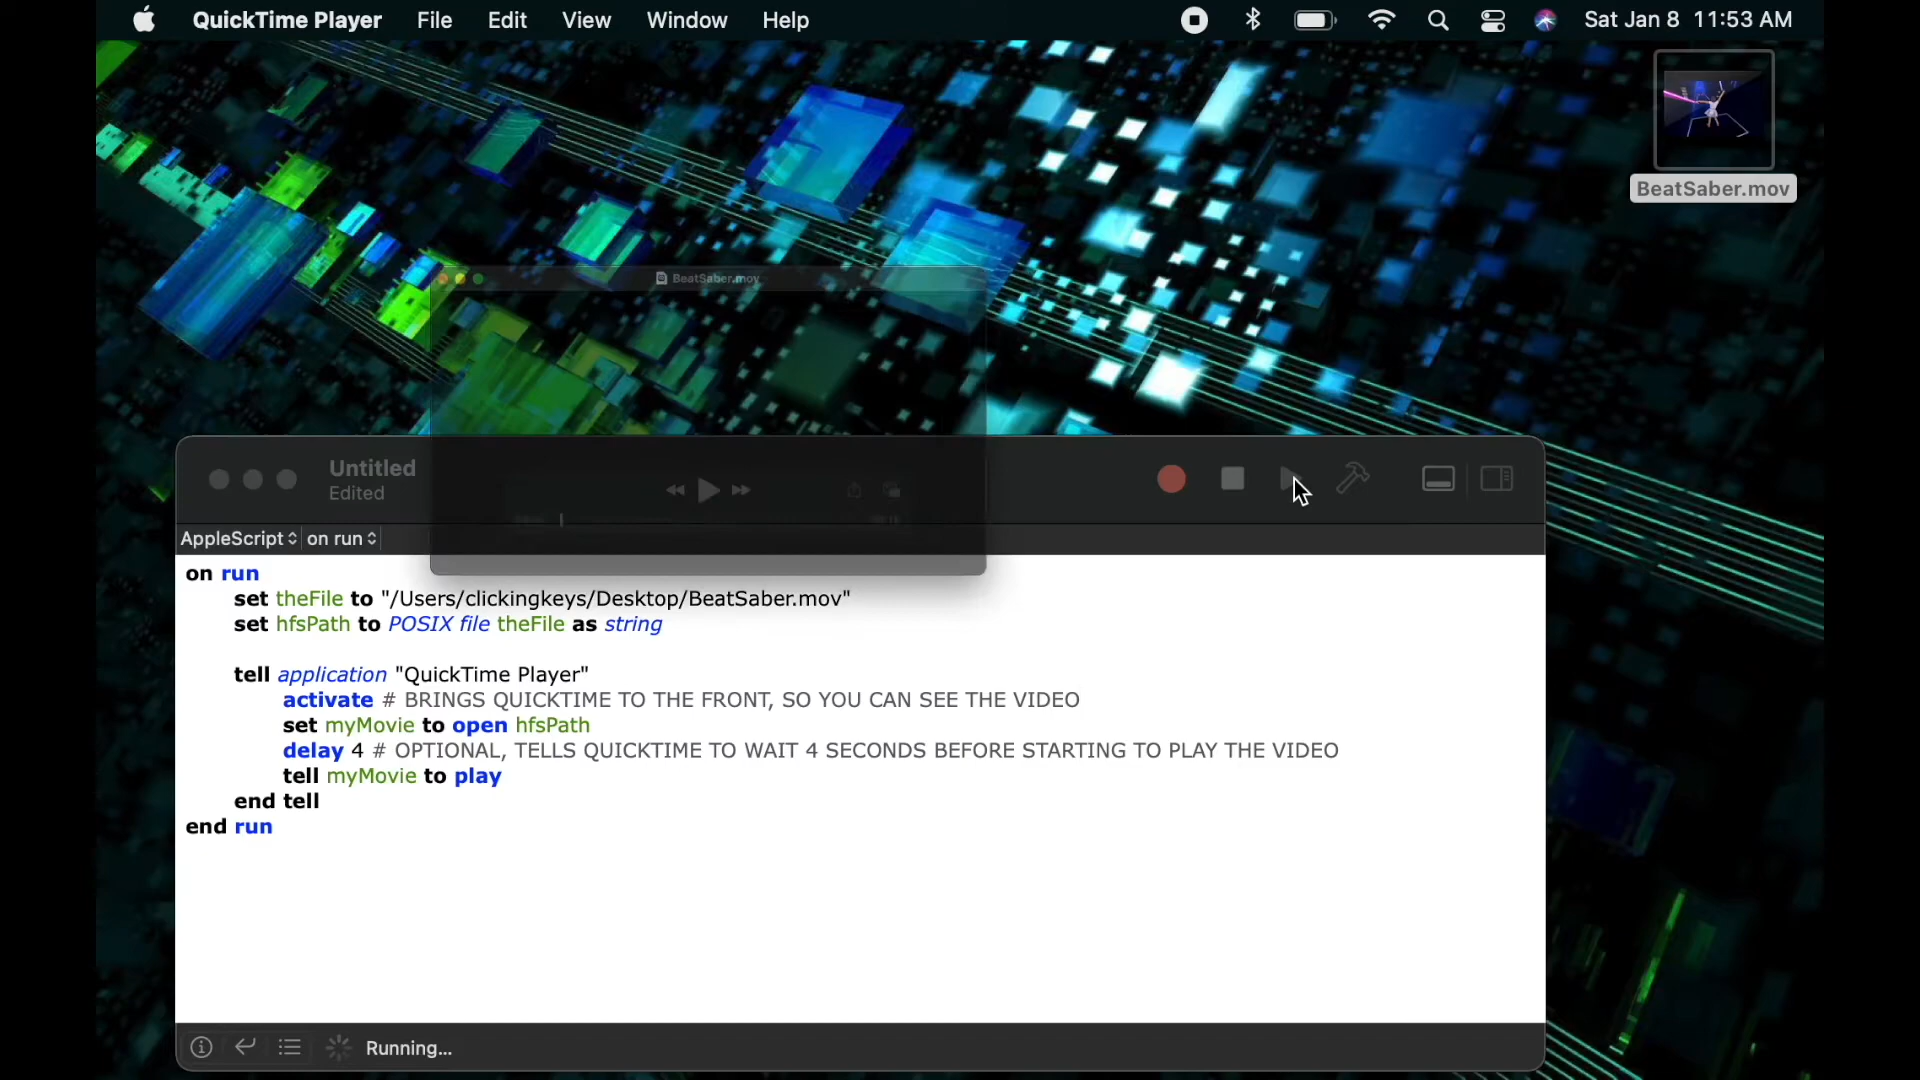 QuickTime Player File Edit View Window Help Sat Jan 8 11:53 AM
BeatSaber.mov
BeatSaber.mov
Untitled
Edited
AppleScript on run
on run
set theFile to "/Users/clickingkeys/Desktop/BeatSaber.mov"
set hfsPath to POSIX file theFile as string
tell application "QuickTime Player"
activate # BRINGS QUICKTIME TO THE FRONT, SO YOU CAN SEE THE VIDEO
set myMovie to open hfsPath
delay 4 # OPTIONAL, TELLS QUICKTIME TO WAIT 4 SECONDS BEFORE STARTING TO PLAY THE VIDEO
tell myMovie to play
end tell
end run
Running...